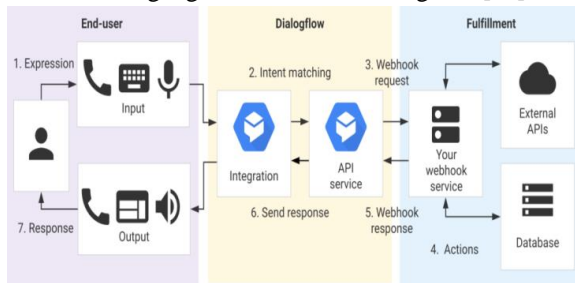 End-user
Dialogflow
Fulfillment
1. Expression
Input
2. Intent matching
3. Webhook
request
Integration
API
service
Your
webhook
service
External
APIs
7. Response
Output
6. Send response
5. Webhook
response
4. Actions
Database